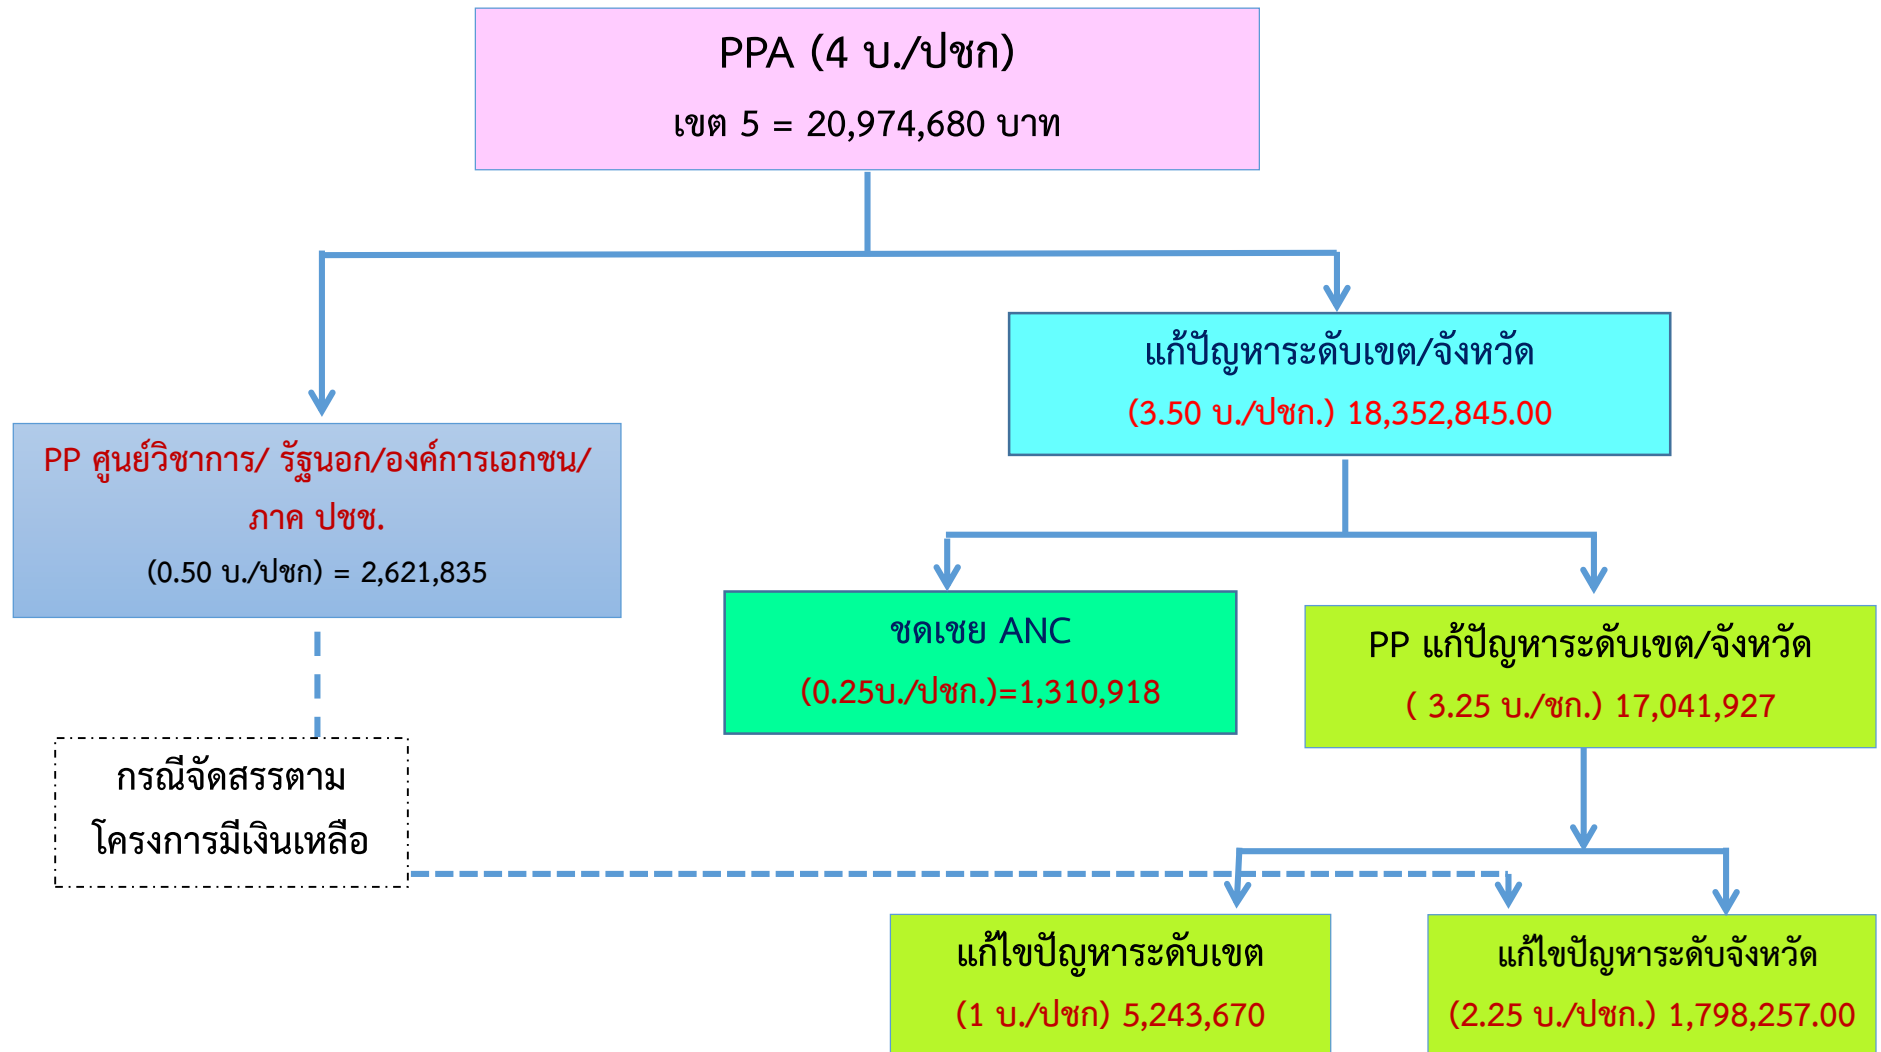 PPA (4 บ./ปชก)
เขต 5 = 20,974,680 บาท
แก้ปัญหาระดับเขต/จังหวัด
(3.50 บ./ปชก.) 18,352,845.00
PP ศูนย์วิชาการ/ รัฐนอก/องค์การเอกชน/
ภาค ปชช.
(0.50 บ./ปชก) = 2,621,835
ชดเชย ANC
(0.25บ./ปชก.)=1,310,918
PP แก้ปัญหาระดับเขต/จังหวัด
( 3.25 บ./ชก.) 17,041,927
กรณีจัดสรรตาม
โครงการมีเงินเหลือ
แก้ไขปัญหาระดับเขต
(1 บ./ปชก) 5,243,670
แก้ไขปัญหาระดับจังหวัด
(2.25 บ./ปชก.) 1,798,257.00